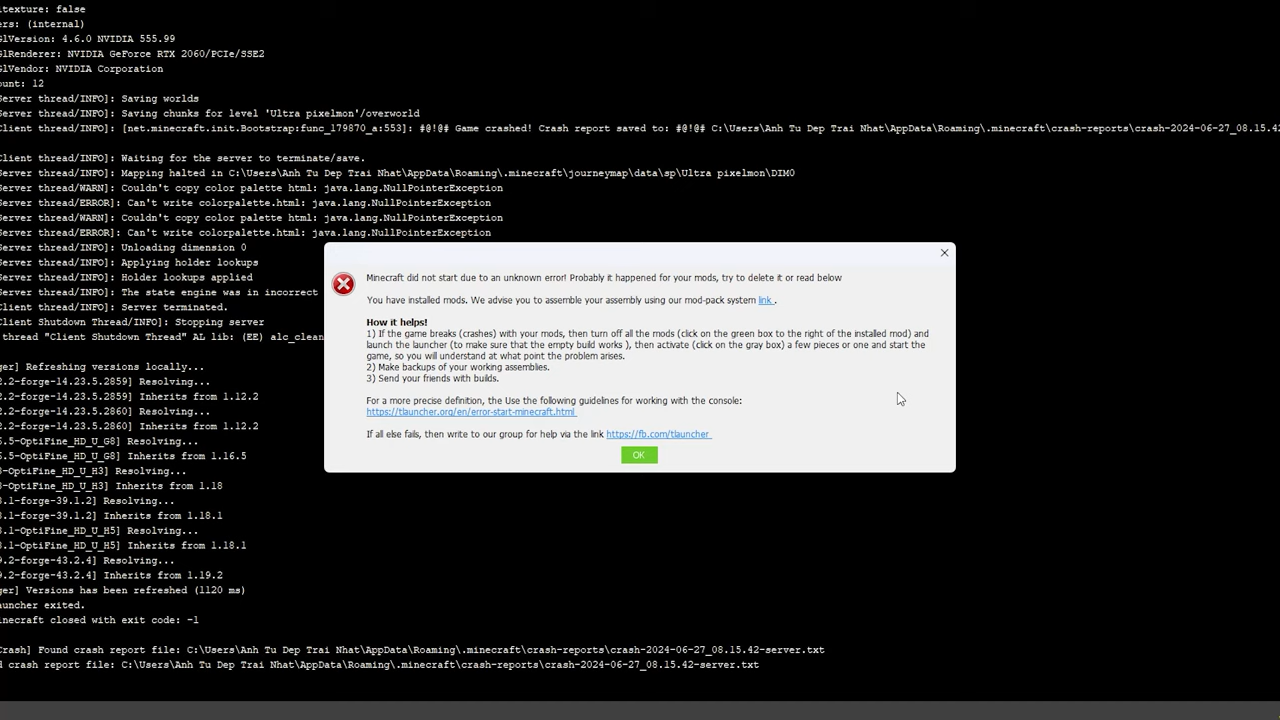 itexture: false
ers: (internal)
GlVersion: 4.6.0 NVIDIA 555.99
GlRenderer: NVIDIA GeForce RTX 2060/PCIe/SSE2
GlVendor: NVIDIA Corporation
ount: 12
Server thread/INFO]: Saving worlds
Server thread/INFO]: Saving chunks for level 'Ultra pixelmon'/overworld
Client thread/INFO]: [net.minecraft.init.Bootstrap:func_179870_a:553]: #@!@# Game crashed! Crash report saved to: #@!@# C:\Users\Anh Tu Dep Trai Nhat\AppData\Roaming\.minecraft\crash-reports\crash-2024-06-27_08.15.42
Client thread/INFO]: Waiting for the server to terminate/save.
Client thread/INFO]: Mapping halted in C:\Users\Anh Tu Dep Trai Nhat\AppData\Roaming\.minecraft\journeymap\data\sp\Ultra pixelmon\DIM0
Server thread/WARN]: Couldn't copy color palette html: java.lang.NullPointerException
Server thread/ERROR]: Can't write colorpalette.html: java.lang.NullPointerException
Server thread/WARN]: Couldn't copy color palette html: java.lang.NullPointerException
Server thread/ERROR]: Can't write colorpalette.html: java.lang.NullPointerException
Server thread/INFO]: Unloading dimension 0
Server thread/INFO]: Applying holder lookups
Server thread/INFO]: Holder lookups applied
Server thread/INFO]: The state engine was in incorrect
Server thread/INFO]: Server terminated.
Client Shutdown Thread/INFO]: Stopping server
thread "Client Shutdown Thread" AL lib: (EE) alc_clean
ger] Refreshing versions locally...
2.2-forge-14.23.5.2859] Resolving...
2.2-forge-14.23.5.2859] Inherits from 1.12.2
2.2-forge-14.23.5.2860] Resolving...
2.2-forge-14.23.5.2860] Inherits from 1.12.2
5.5-OptiFine_HD_U_G8] Resolving...
5.5-OptiFine_HD_U_G8] Inherits from 1.16.5
8-OptiFine_HD_U_H3] Resolving...
8-OptiFine_HD_U_H3] Inherits from 1.18
8.1-forge-39.1.2] Resolving...
8.1-forge-39.1.2] Inherits from 1.18.1
8.1-OptiFine_HD_U_H5] Resolving...
8.1-OptiFine_HD_U_H5] Inherits from 1.18.1
9.2-forge-43.2.4] Resolving...
9.2-forge-43.2.4] Inherits from 1.19.2
ger] Versions has been refreshed (1120 ms)
auncher exited.
inecraft closed with exit code: -1
Crash] Found crash report file: C:\Users\Anh Tu Dep Trai Nhat\AppData\Roaming\.minecraft\crash-reports\crash-2024-06-27_08.15.42-server.txt
d crash report file: C:\Users\Anh Tu Dep Trai Nhat\AppData\Roaming\.minecraft\crash-reports\crash-2024-06-27_08.15.42-server.txt
Minecraft did not start due to an unknown error! Probably it happened for your mods, try to delete it or read below
You have installed mods. We advise you to assemble your assembly using our mod-pack system link .
How it helps!
1) If the game breaks (crashes) with your mods, then turn off all the mods (click on the green box to the right of the installed mod) and
launch the launcher (to make sure that the empty build works ), then activate (click on the gray box) a few pieces or one and start the
game, so you will understand at what point the problem arises.
2) Make backups of your working assemblies.
3) Send your friends with builds.
For a more precise definition, the Use the following guidelines for working with the console:
https://tlauncher.org/en/error-start-minecraft.html
If all else fails, then write to our group for help via the link https://fb.com/tlauncher
OK